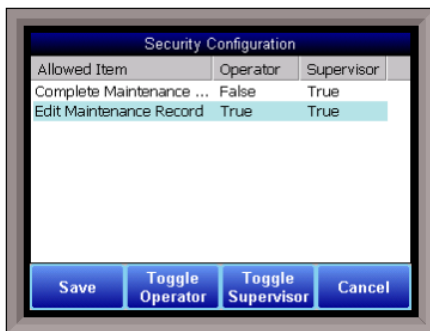 Security Configuration
Allowed Item Operator Supervisor
Complete Maintenance ... False True
Edit Maintenance Record True True
Save Toggle Operator Toggle Supervisor Cancel